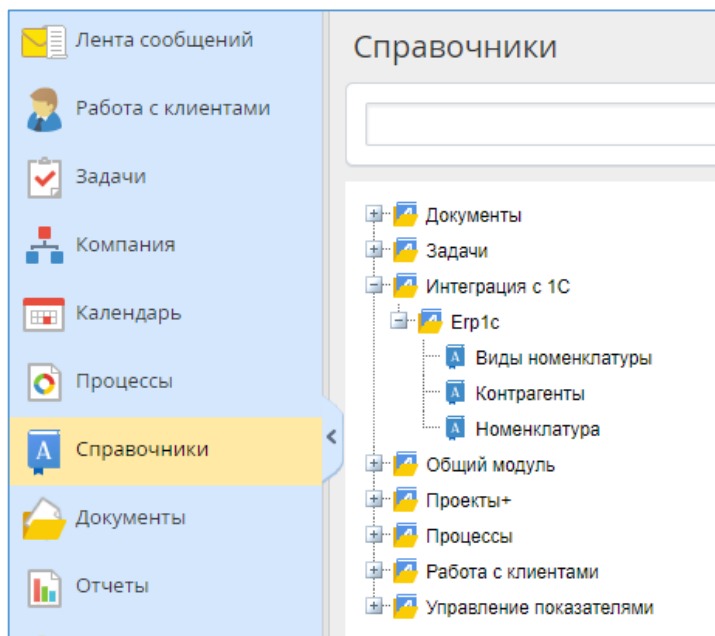 Лента сообщений
Работа с клиентами
Задачи
Компания
Календарь
Процессы
Справочники
Документы
Отчеты
Справочники
Документы
Задачи
Интеграция с 1С
Erp1c
Виды номенклатуры
Контрагенты
Номенклатура
Общий модуль
Проекты+
Процессы
Работа с клиентами
Управление показателями